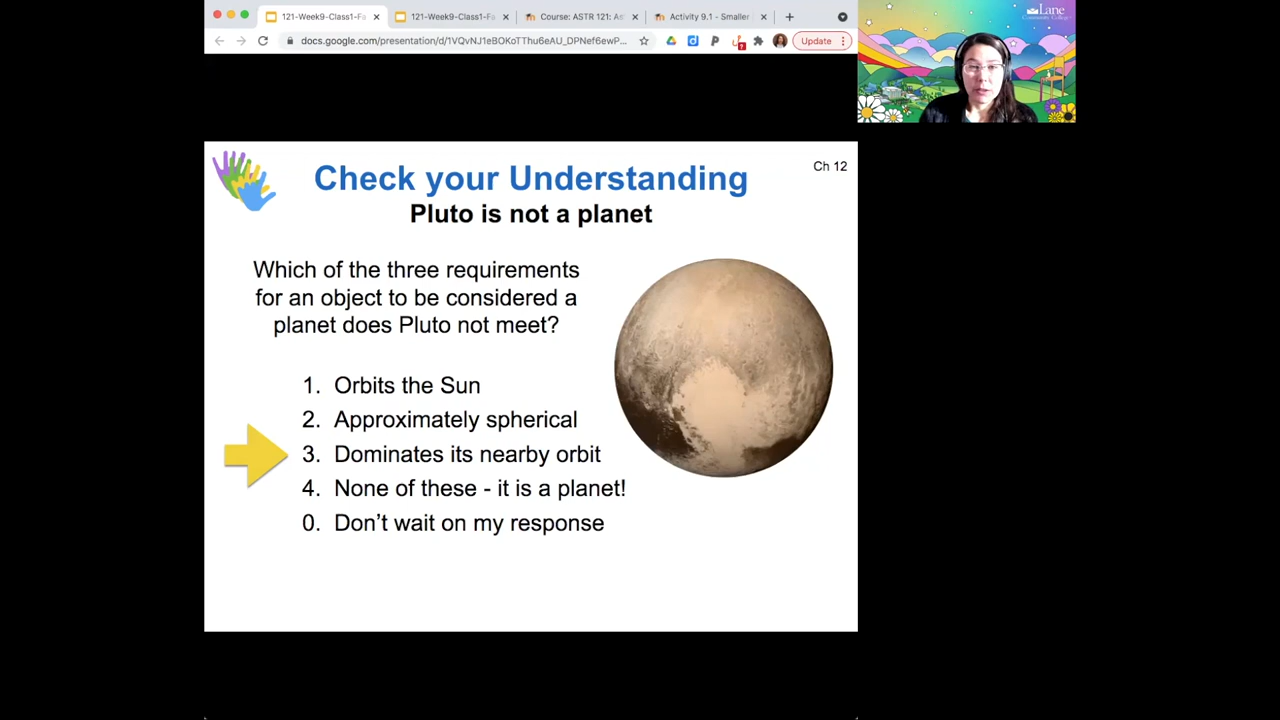 121-Week9-Class1-Fa
121-Week9-Class1-Fa
Course: ASTR 121: As
Activity 9.1 - Smaller
docs.google.com/presentation/d/1VQvNJ1eBOKoTThu6eAU_DPNef6ewP...
Update
Lane
Community College
Ch 12
Check your Understanding
Pluto is not a planet
Which of the three requirements
for an object to be considered a
planet does Pluto not meet?
1. Orbits the Sun
2. Approximately spherical
3. Dominates its nearby orbit
4. None of these - it is a planet!
0. Don't wait on my response